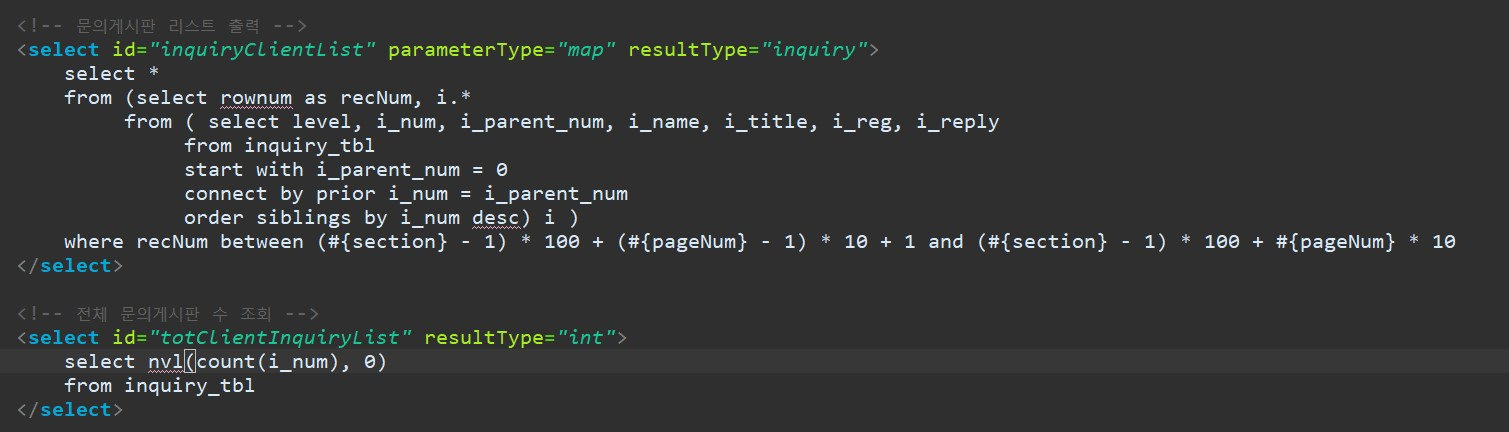 <!-- 문의게시판 리스트 출력 -->
<select id="inquiryClientList" parameterType="map" resultType="inquiry">
select *
from (select rownum as recNum, i.*
from ( select level, i_num, i_parent_num, i_name, i_title, i_reg, i_reply
from inquiry_tbl
start with i_parent_num = 0
connect by prior i_num = i_parent_num
order siblings by i_num desc) i )
where recNum between (#{section} - 1) * 100 + (#{pageNum} - 1) * 10 + 1 and (#{section} - 1) * 100 + #{pageNum} * 10
</select>
<!-- 전체 문의게시판 수 조회 -->
<select id="totClientInquiryList" resultType="int">
select nvl(count(i_num), 0)
from inquiry_tbl
</select>